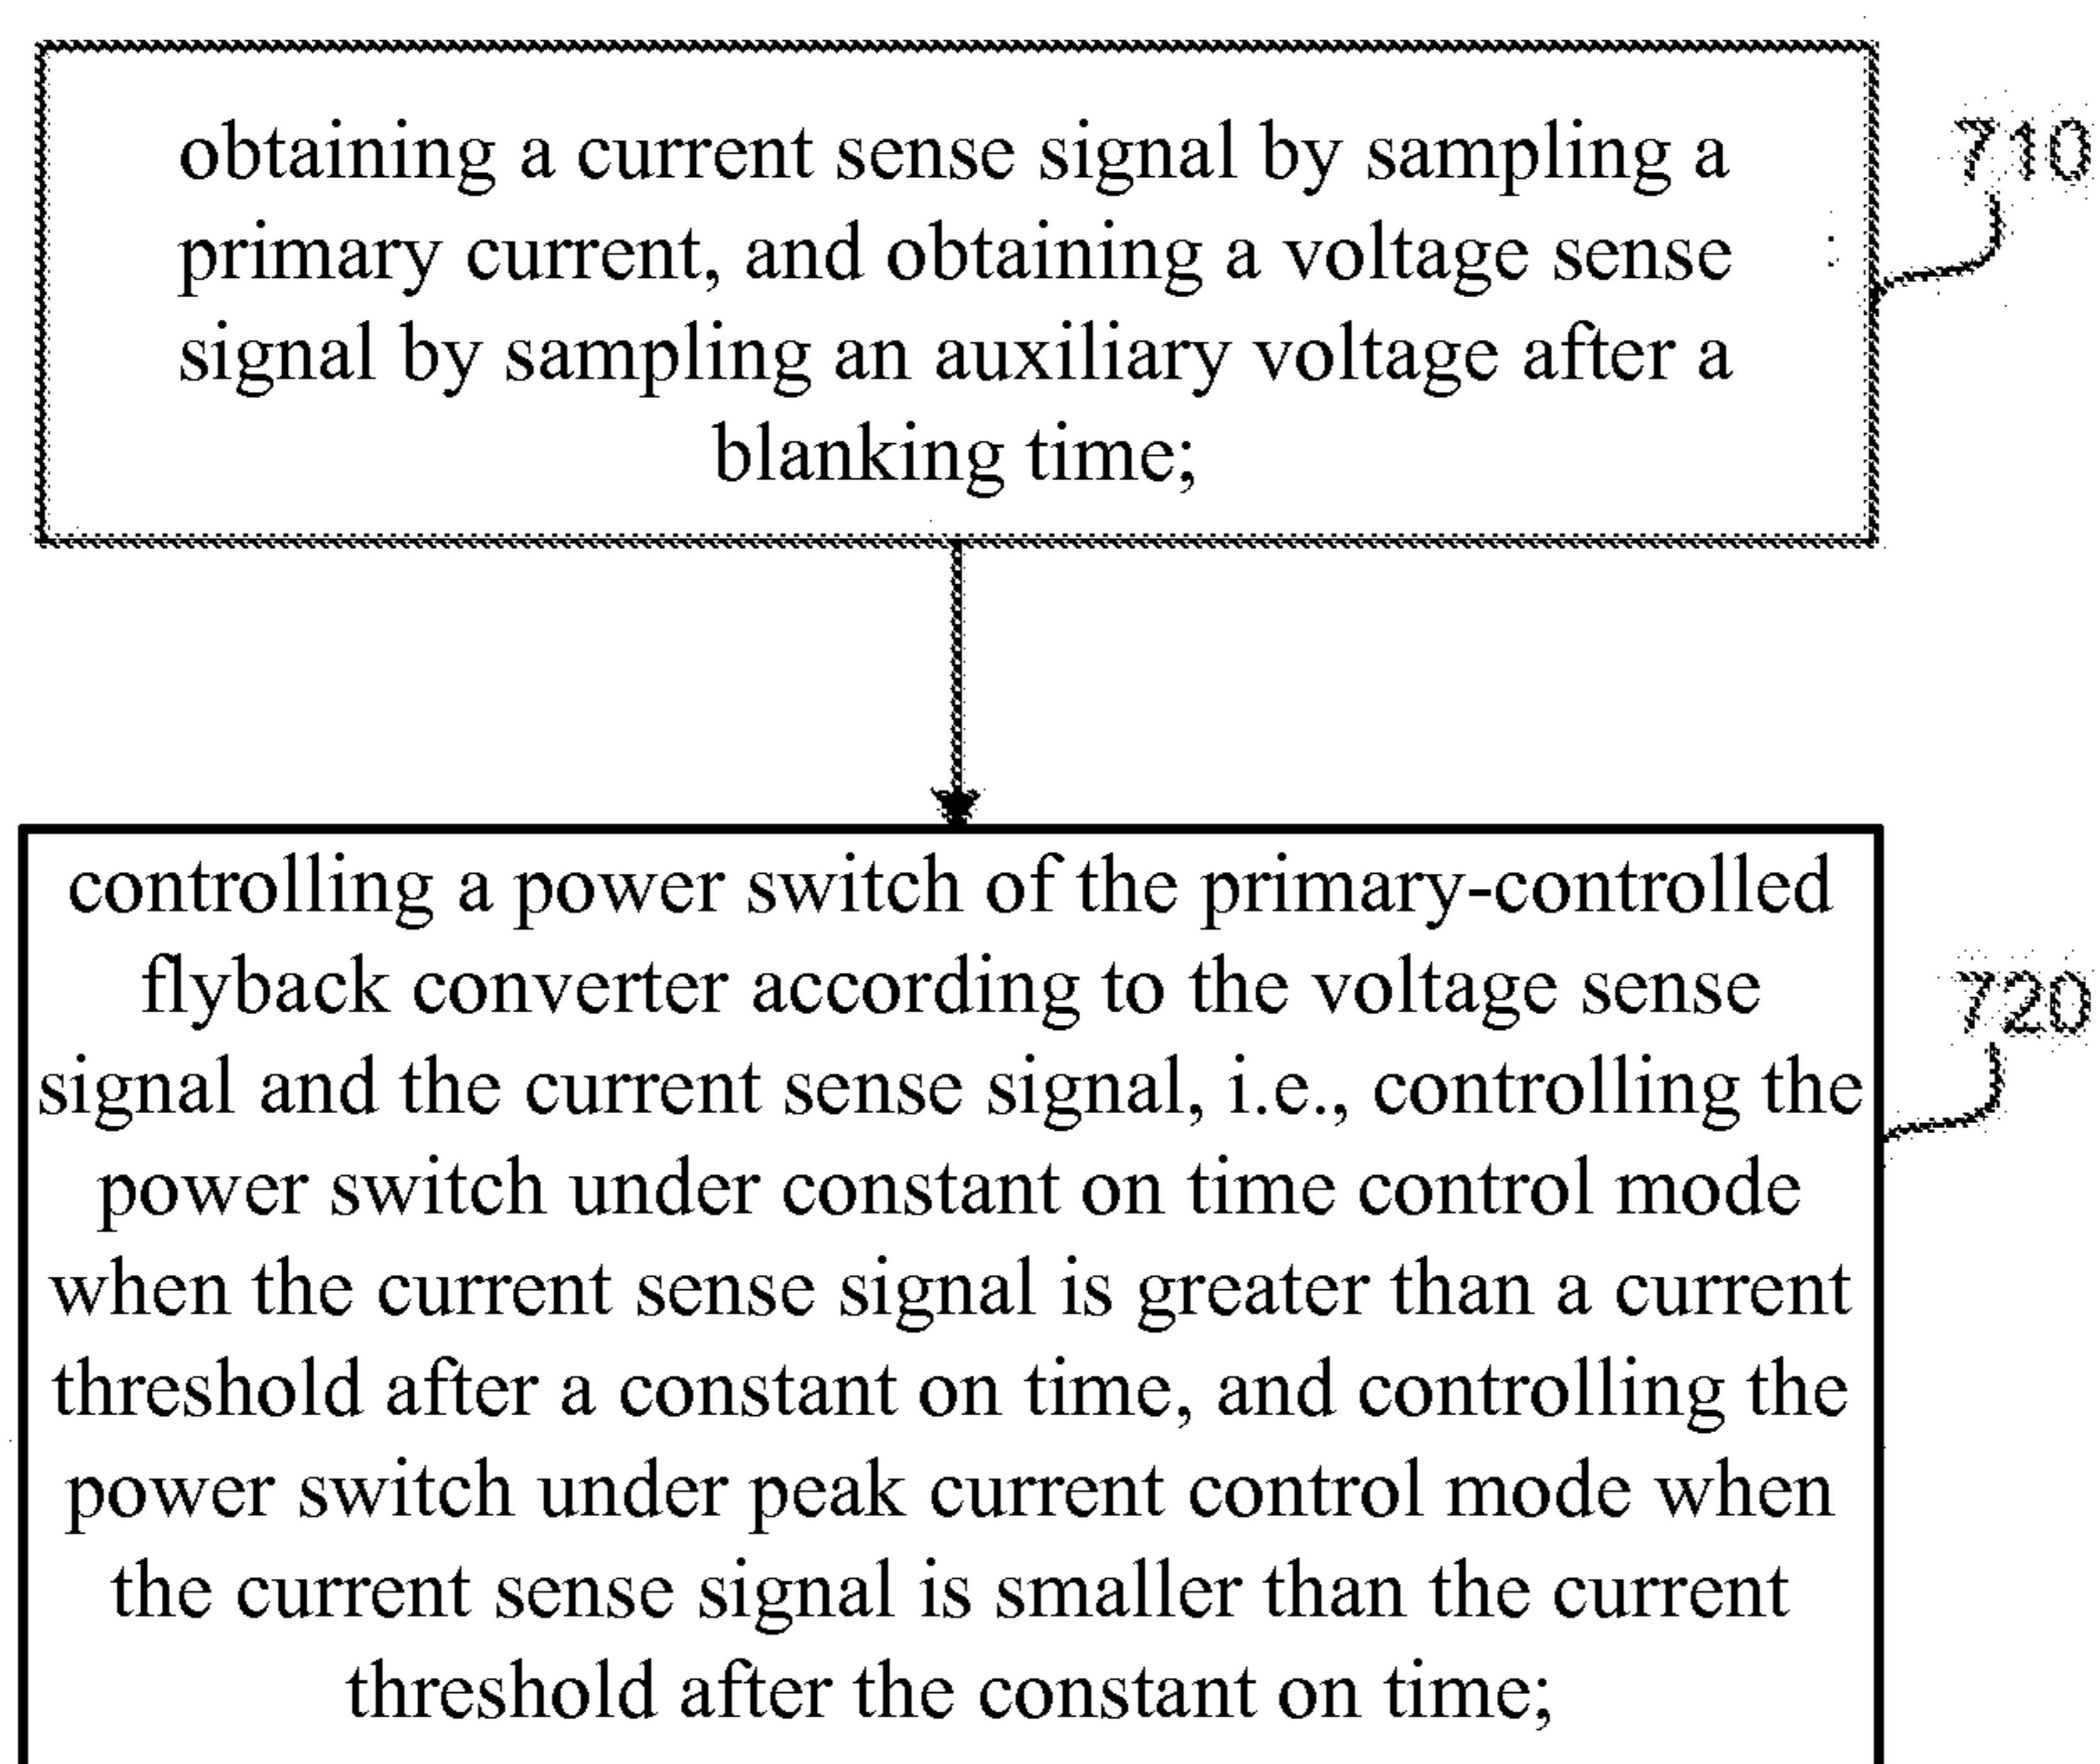 obtaining a current sense signal by sampling a
710
primary current, and obtaining a voltage sense
signal by sampling an auxiliary voltage after a
blanking time;
controlling a power switch of the primary-controlled
flyback converter according to the voltage sense
720
signal and the current sense signal, i.e., controlling the
power switch under constant on time control mode
when the current sense signal is greater than a current
threshold after a constant on time, and controlling the
power switch under peak current control mode when
the current sense signal is smaller than the current
threshold after the constant on time;